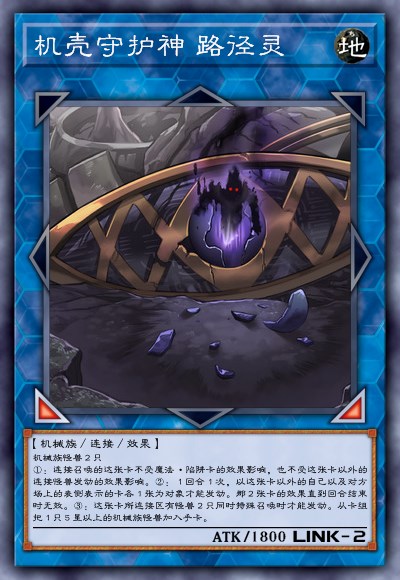 机壳守护神 路径灵
地
【机械族／连接／效果】
机械族怪兽２只
①：连接召唤的这张卡不受魔法·陷阱卡的效果影响，也不受这张卡以外的
连接怪兽发动的效果影响。②：１回合１次，以这张卡以外的自己以及对方
场上的表侧表示的卡各１张为对象才能发动。那２张卡的效果直到回合结束
时无效。③：这张卡所连接区有怪兽２只同时特殊召唤时才能发动。从卡组
把１只５星以上的机械族怪兽加入手卡。
ATK/1800 LINK-2